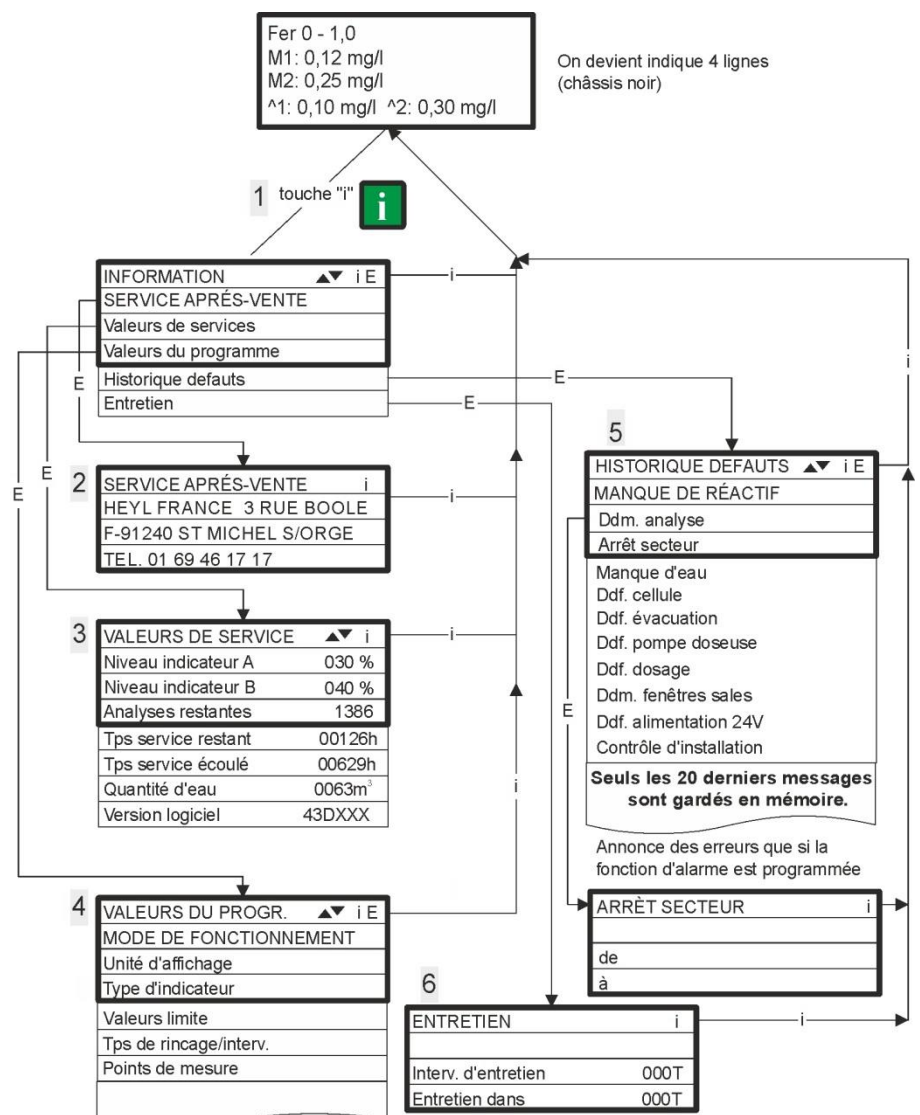 Fer 0 - 1,0
M1: 0,12 mg/l
M2: 0,25 mg/l
^1: 0,10 mg/l ^2: 0,30 mg/l
On devient indique 4 lignes
(châssis noir)
1 touche "i" i
INFORMATION ▲▼ i E
SERVICE APRÉS-VENTE
Valeurs de services
Valeurs du programme
Historique defauts
Entretien
i
E
E
E
E
E
i
2
SERVICE APRÉS-VENTE i
HEYL FRANCE 3 RUE BOOLE
F-91240 ST MICHEL S/ORGE
TEL. 01 69 46 17 17
i
3
VALEURS DE SERVICE ▲▼ i
Niveau indicateur A 030 %
Niveau indicateur B 040 %
Analyses restantes 1386
Tps service restant 00126h
Tps service écoulé 00629h
Quantité d'eau 0063m³
Version logiciel 43DXXX
i
i
4
VALEURS DU PROGR. ▲▼ i E
MODE DE FONCTIONNEMENT
Unité d'affichage
Type d'indicateur
Valeurs limite
Tps de rincage/interv.
Points de mesure
5
HISTORIQUE DEFAUTS ▲▼ i E
MANQUE DE RÉACTIF
Ddm. analyse
Arrêt secteur
Manque d'eau
Ddf. cellule
Ddf. évacuation
Ddf. pompe doseuse
Ddf. dosage
Ddm. fenêtres sales
Ddf. alimentation 24V
Contrôle d'installation
Seuls les 20 derniers messages
sont gardés en mémoire.
E
Annonce des erreurs que si la
fonction d'alarme est programmée
ARRÈT SECTEUR i
de
à
6
ENTRETIEN i
Interv. d'entretien 000T
Entretien dans 000T
i